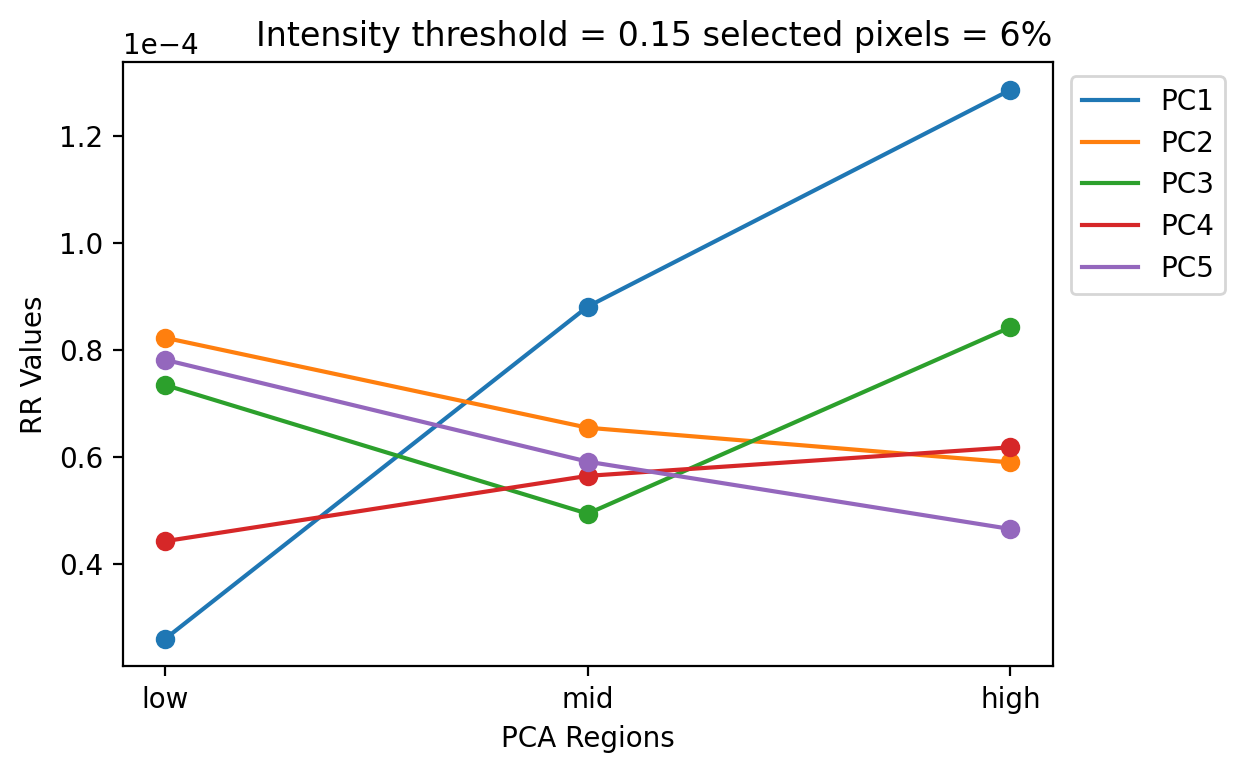 Intensity threshold = 0.15 selected pixels = 6%
1e−4
1.2
1.0
0.8
0.6
0.4
RR Values
low
mid
high
PCA Regions
PC1
PC2
PC3
PC4
PC5